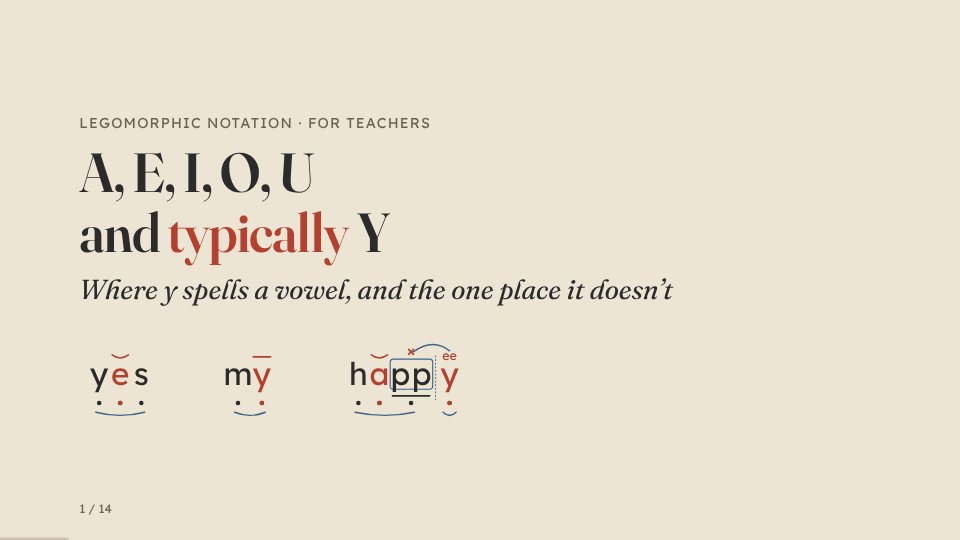 LEGOMORPHIC NOTATION · FOR TEACHERS
A, E, I, O, U
and typically Y
Where y spells a vowel, and the one place it doesn’t
× ee
yes my happy
1 / 14